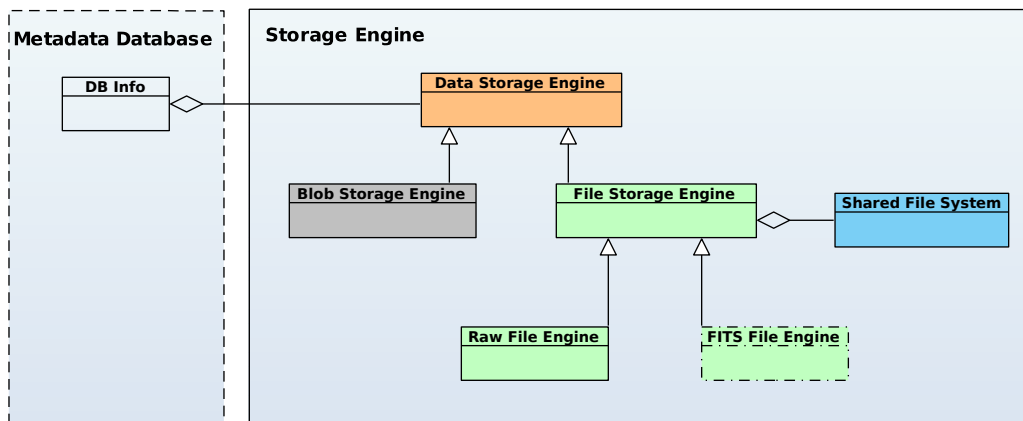 Metadata Database
Storage Engine
DB Info
Data Storage Engine
Blob Storage Engine
File Storage Engine
Shared File System
Raw File Engine
FITS File Engine